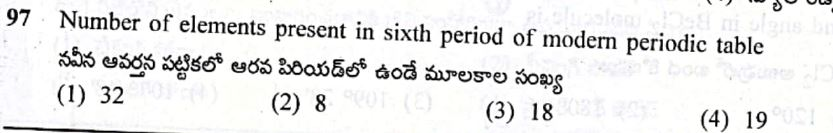 97 Number of elements present in sixth period of modern periodic table
నవీన ఆవర్తన పట్టికలో ఆరవ పిరియడ్‌లో ఉండే మూలకాల సంఖ్య
(1) 32 (2) 8 (3) 18 (4) 19